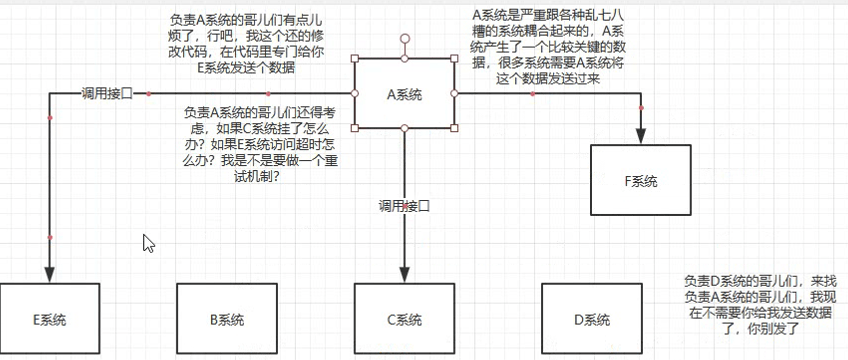 负责A系统的哥儿们有点儿
烦了，行吧，我这个还的修
改代码，在代码里专门给你
E系统发送个数据
A系统是严重跟各种乱七八
糟的系统耦合起来的，A系
统产生了一个比较关键的数
据，很多系统需要A系统将
这个数据发送过来
调用接口
A系统
负责A系统的哥儿们还得考
虑，如果C系统挂了怎么
办？如果E系统访问超时怎
么办？我是不是要做一个重
试机制？
F系统
调用接口
E系统
B系统
C系统
D系统
负责D系统的哥儿们，来找
负责A系统的哥儿们，我现
在不需要你给我发送数据
了，你别发了